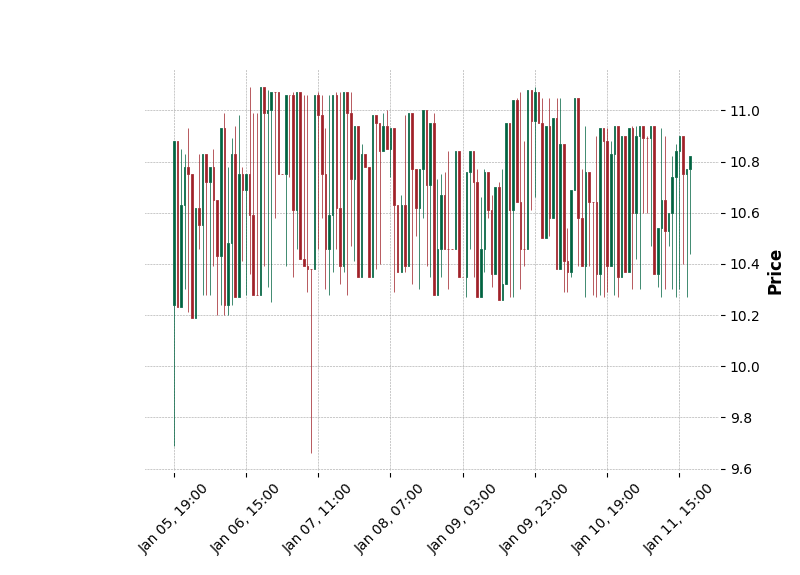 11.0
10.8
10.6
10.4
10.2
10.0
9.8
9.6
Price
Jan 05, 19:00
Jan 06, 15:00
Jan 07, 11:00
Jan 08, 07:00
Jan 09, 03:00
Jan 09, 23:00
Jan 10, 19:00
Jan 11, 15:00